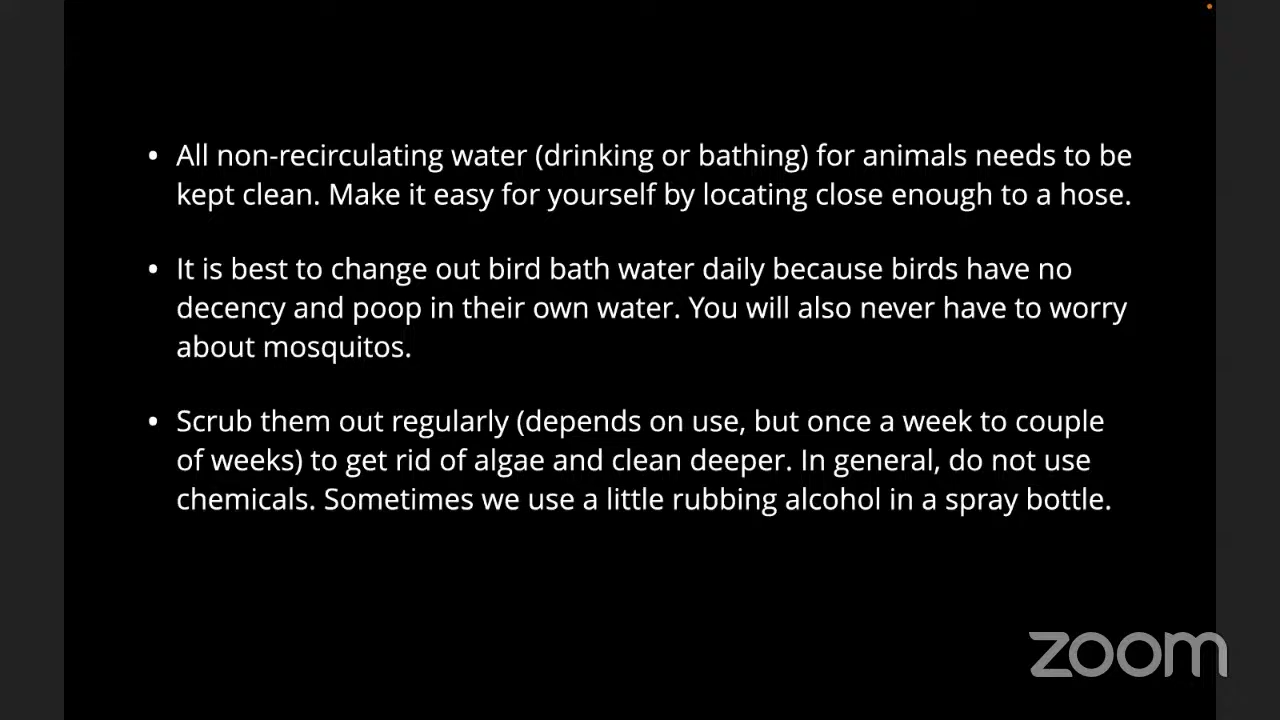 • All non-recirculating water (drinking or bathing) for animals needs to be
kept clean. Make it easy for yourself by locating close enough to a hose.
• It is best to change out bird bath water daily because birds have no
decency and poop in their own water. You will also never have to worry
about mosquitos.
• Scrub them out regularly (depends on use, but once a week to couple
of weeks) to get rid of algae and clean deeper. In general, do not use
chemicals. Sometimes we use a little rubbing alcohol in a spray bottle.
zoom